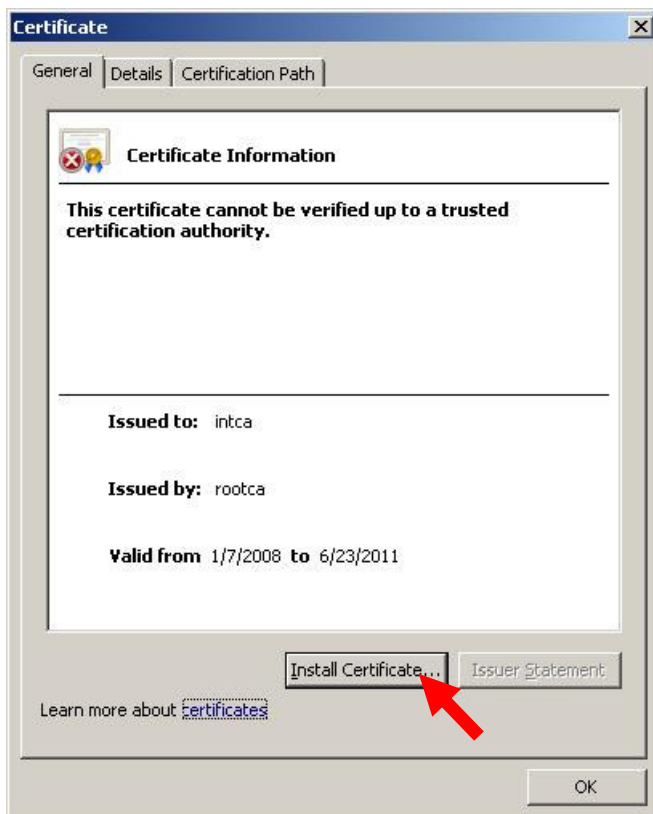 Certificate
General Details Certification Path
Certificate Information
This certificate cannot be verified up to a trusted
certification authority.
Issued to: intca
Issued by: rootca
Valid from 1/7/2008 to 6/23/2011
Install Certificate... Issuer Statement
Learn more about certificates
OK